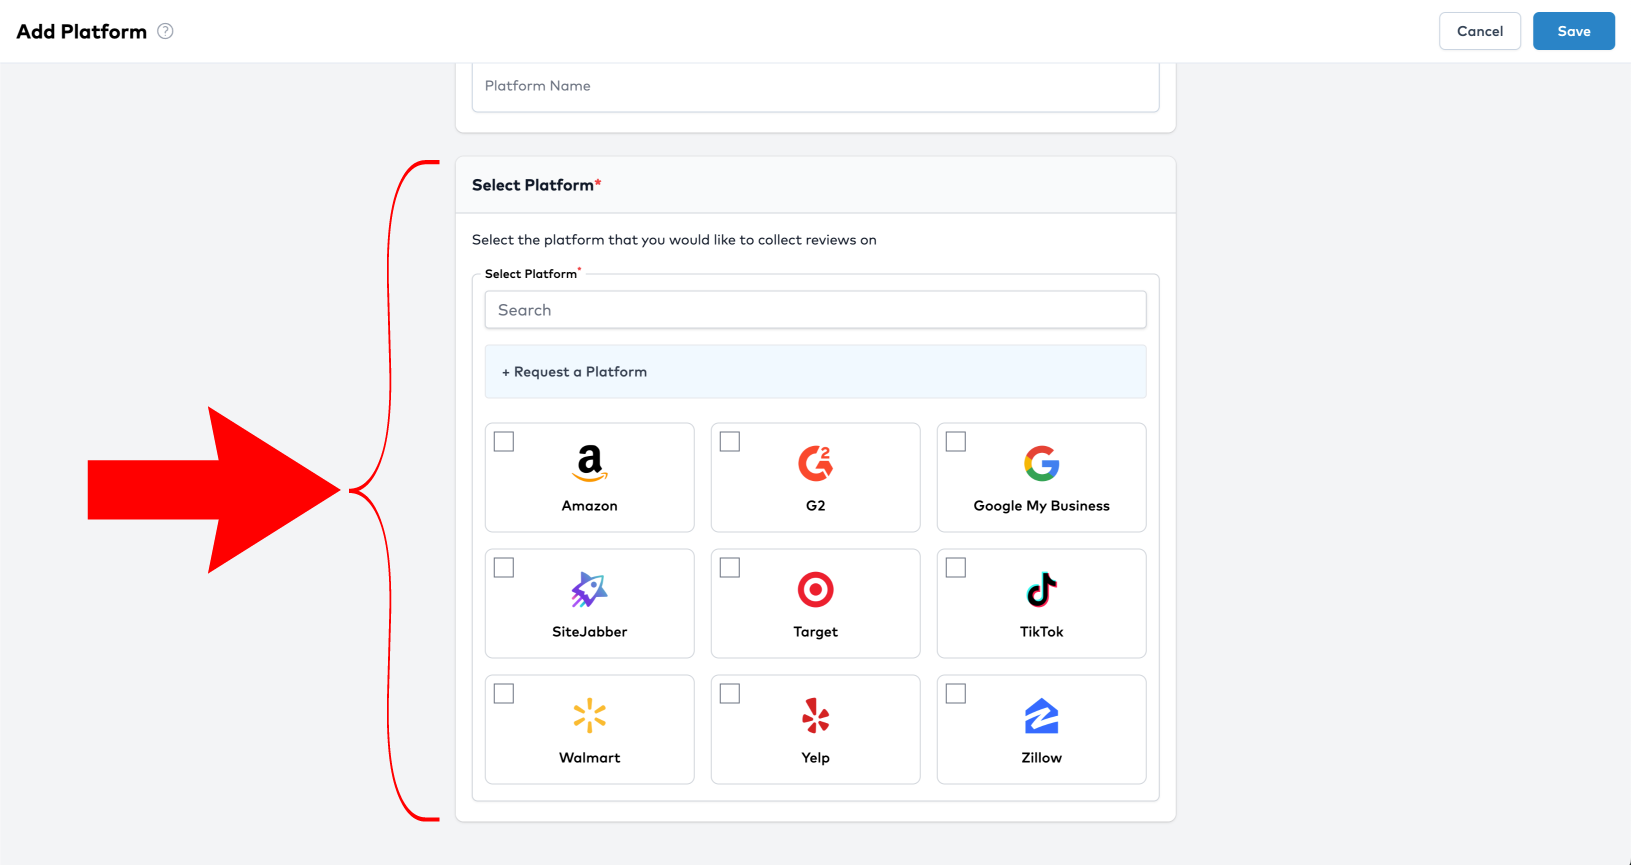 Add Platform ?
Cancel
Save
Platform Name
Select Platform*
Select the platform that you would like to collect reviews on
Select Platform*
Search
+ Request a Platform
Amazon
G2
Google My Business
SiteJabber
Target
TikTok
Walmart
Yelp
Zillow